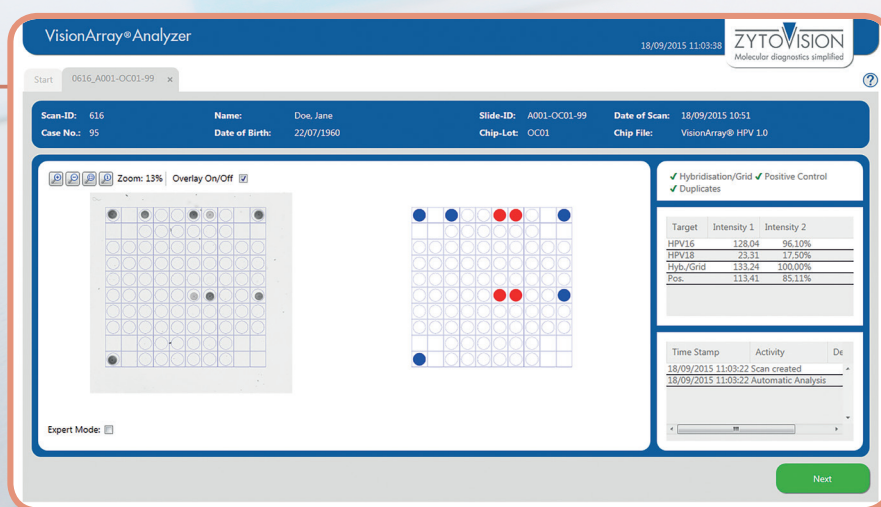 VisionArray®Analyzer
18/09/2015 11:03:38
ZYTOVISION
Molecular diagnostics simplified
Start 0616_A001-OC01-99 ×
?
Scan-ID: 616 Name: Doe, Jane Slide-ID: A001-OC01-99 Date of Scan: 18/09/2015 10:51
Case No.: 95 Date of Birth: 22/07/1960 Chip-Lot: OC01 Chip File: VisionArray® HPV 1.0
Zoom: 13% Overlay On/Off
✓ Hybridisation/Grid ✓ Positive Control
✓ Duplicates
Target Intensity 1 Intensity 2
HPV16 128,04 96,10%
HPV18 23,31 17,50%
Hyb./Grid 133,24 100,00%
Pos. 113,41 85,11%
Time Stamp Activity De
18/09/2015 11:03:22 Scan created
18/09/2015 11:03:22 Automatic Analysis
Expert Mode:
Next